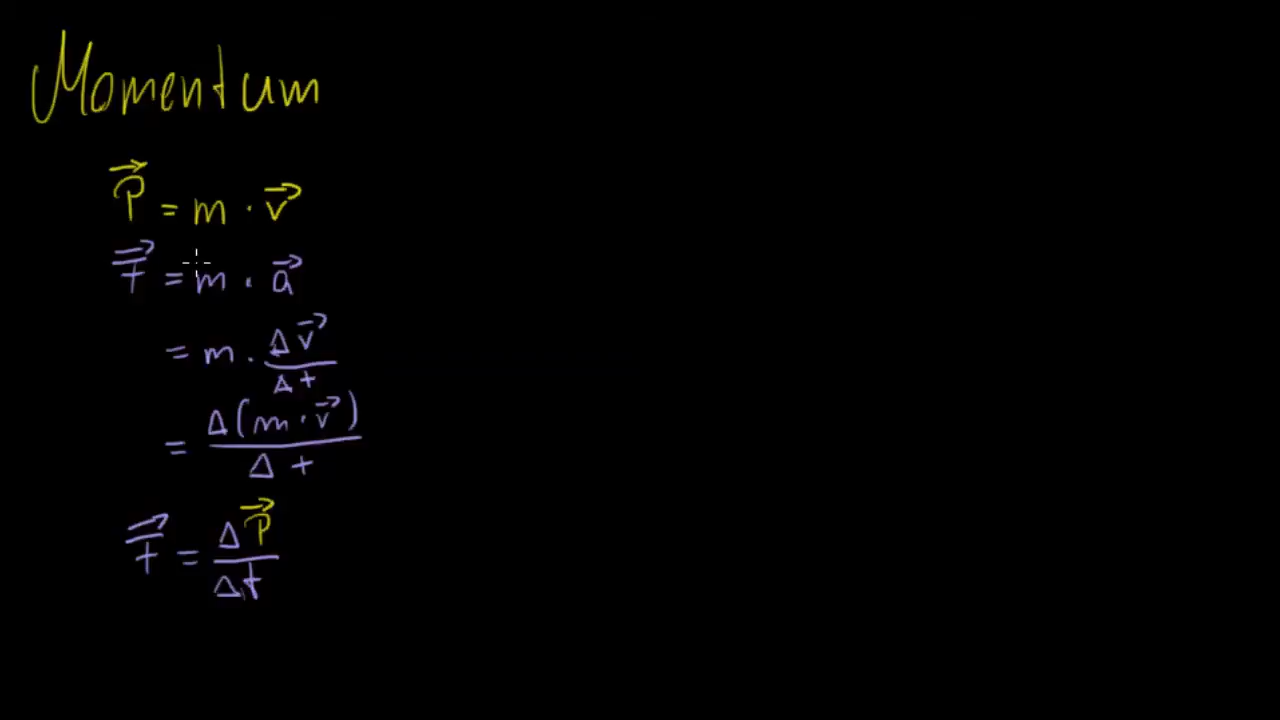 Momentum
P⃗ = m · v⃗
F⃗ = m · a⃗
= m · Δv⃗ / Δt
= Δ(m · v⃗) / Δt
F⃗ = ΔP⃗ / Δt